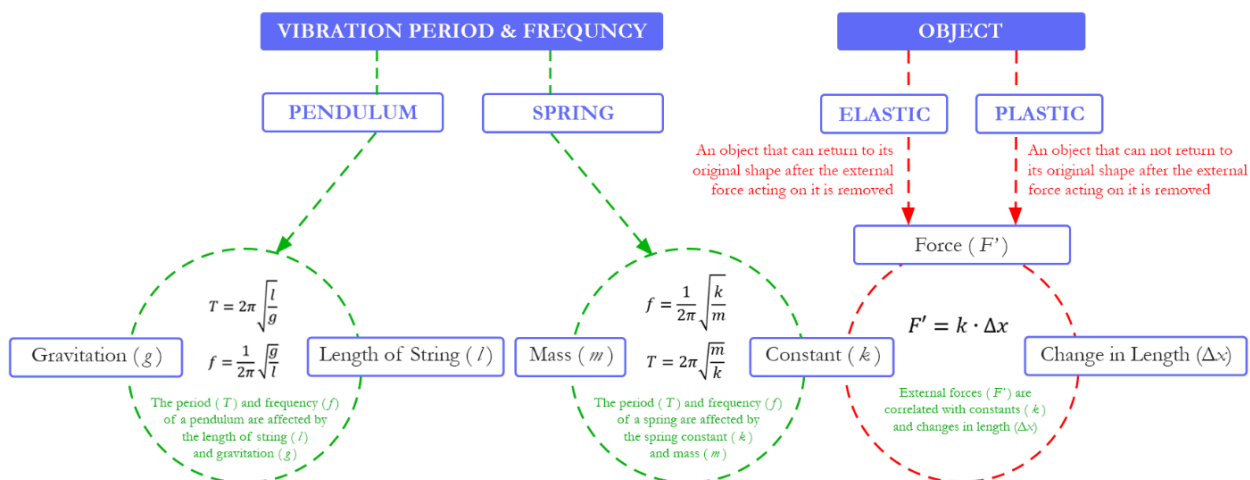 VIBRATION PERIOD & FREQUNCY
OBJECT
PENDULUM
SPRING
ELASTIC
PLASTIC
An object that can return to its
original shape after the external
force acting on it is removed
An object that can not return to
its original shape after the external
force acting on it is removed
Force ( F’)
T = 2π√(l/g)
f = 1/2π √(g/l)
Gravitation ( g )
Length of String ( l )
The period ( T ) and frequency ( f )
of a pendulum are affected by
the length of string ( l )
and gravitation ( g )
f = 1/2π √(k/m)
T = 2π√(m/k)
Mass ( m )
Constant ( k )
The period ( T ) and frequency ( f )
of a spring are affected by
the spring constant ( k )
and mass ( m )
F′ = k · Δx
Change in Length (Δx)
External forces ( F’) are
correlated with constants ( k )
and changes in length (Δx)